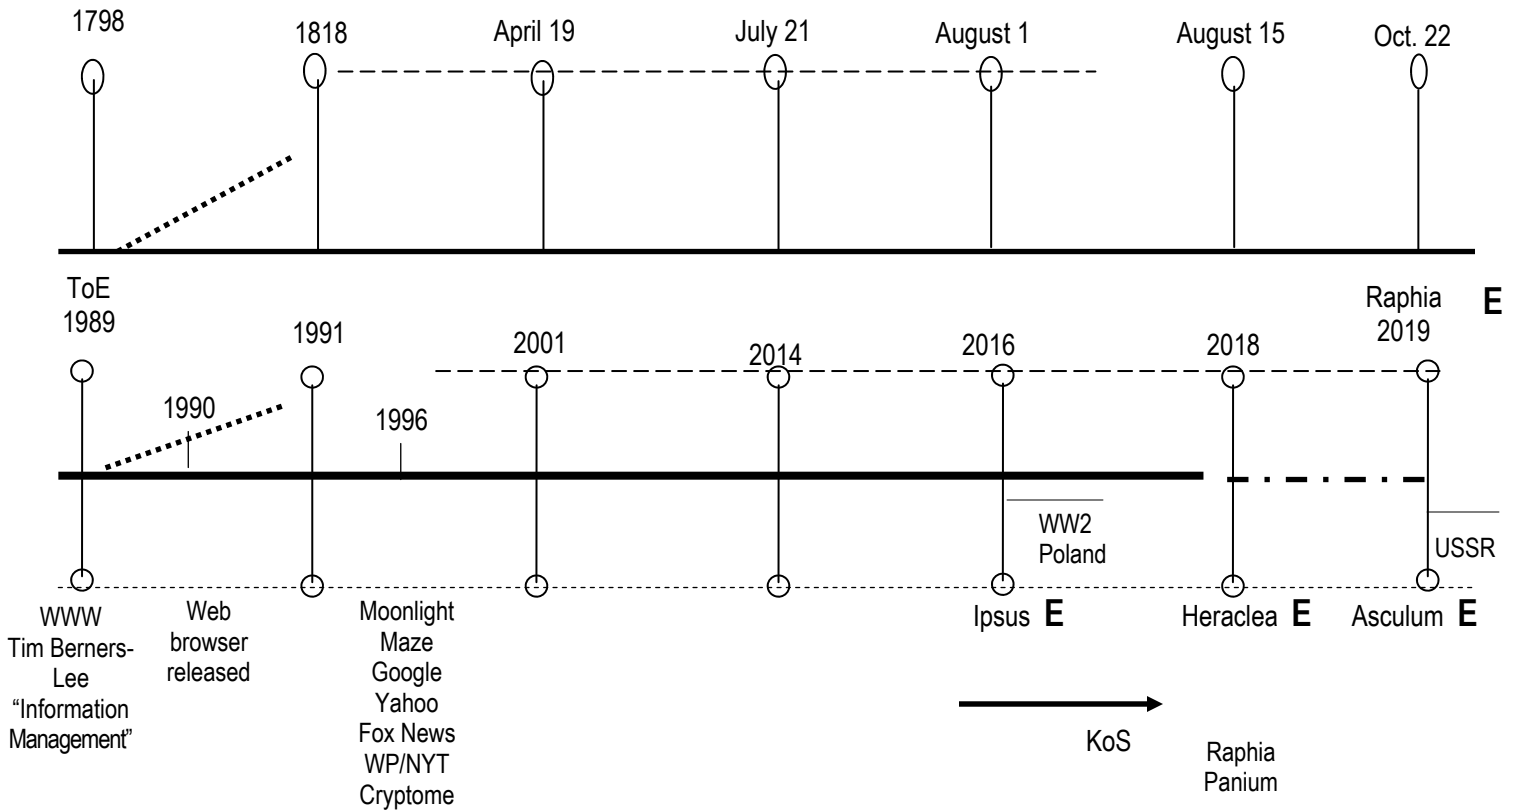 1798
1818
April 19
July 21
August 1
August 15
Oct. 22
ToE
1989
1991
2001
2014
2016
2018
Raphia
2019
E
1990
1996
WW2
Poland
USSR
WWW
Tim Berners-
Lee
“Information
Management”
Web
browser
released
Moonlight
Maze
Google
Yahoo
Fox News
WP/NYT
Cryptome
Ipsus E
Heraclea E
Asculum E
KoS
Raphia
Panium